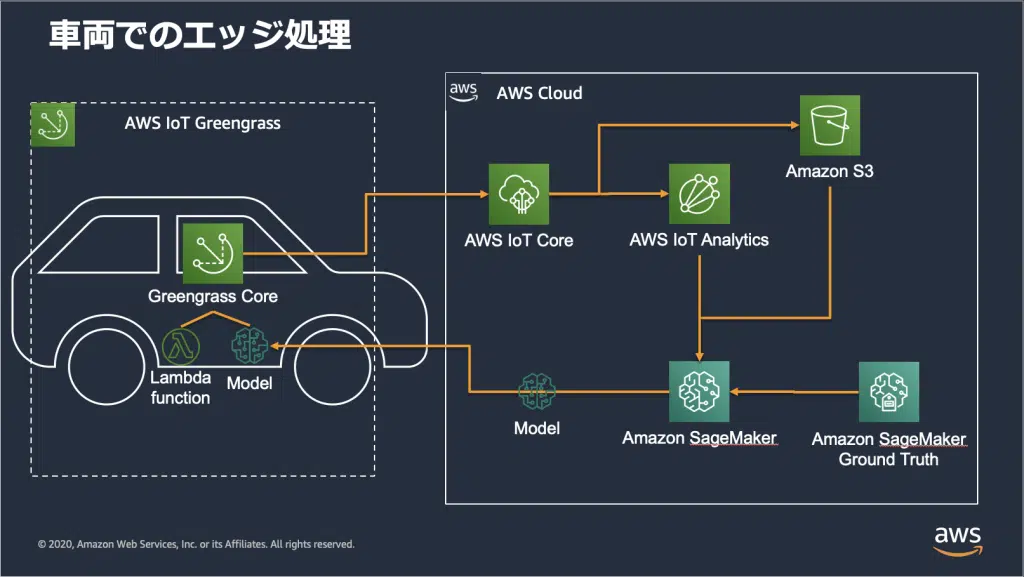 車両でのエッジ処理
AWS IoT Greengrass
aws
AWS Cloud
Amazon S3
AWS IoT Core
AWS IoT Analytics
Greengrass Core
Lambda
function
Model
Model
Amazon SageMaker
Amazon SageMaker
Ground Truth
© 2020, Amazon Web Services, Inc. or its Affiliates. All rights reserved.
aws